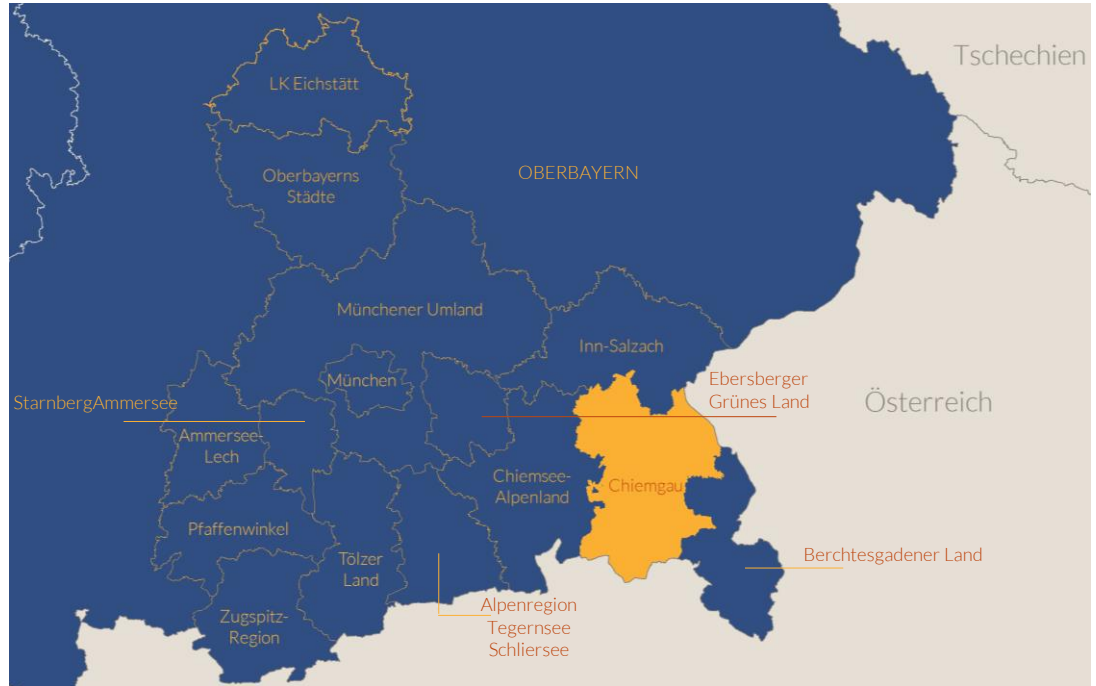 Tschechien
LK Eichstätt
OBERBAYERN
Oberbayerns
Städte
Münchener Umland
Inn-Salzach
München
Ebersberger
Grünes Land
StarnbergAmmersee
Österreich
Ammersee-
Lech
Chiemsee-
Alpenland
Chiemgau
Pfaffenwinkel
Tölzer
Land
Berchtesgadener Land
Alpenregion
Tegernsee
Schliersee
Zugspitz-
Region